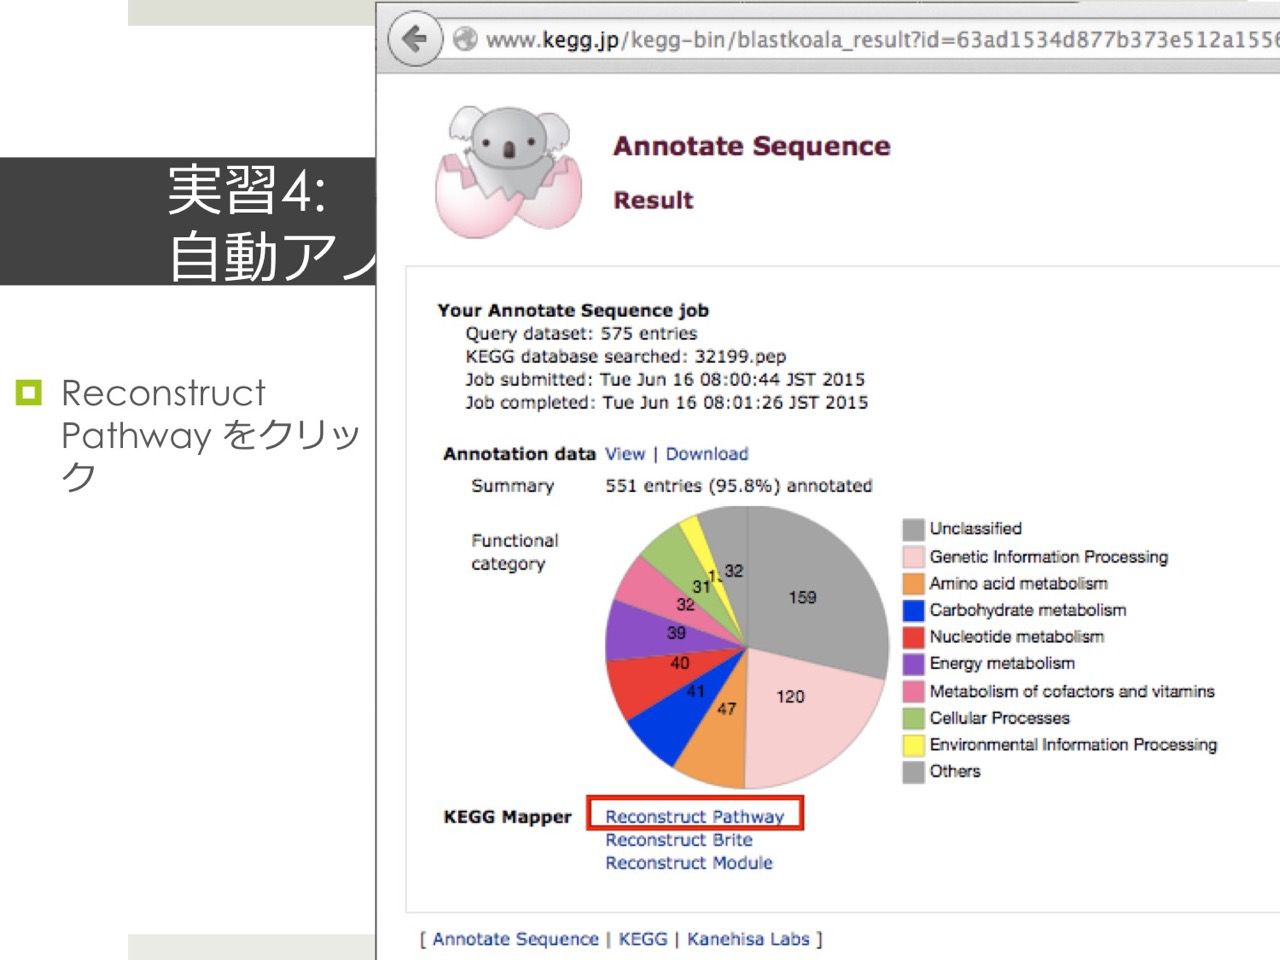 www.kegg.jp/kegg-bin/blastkoala_result?id=63ad1534d877b373e512a155
Annotate Sequence
Result
実習4:
自動アノ
Reconstruct
Pathway をクリッ
ク
Your Annotate Sequence job
Query dataset: 575 entries
KEGG database searched: 32199.pep
Job submitted: Tue Jun 16 08:00:44 JST 2015
Job completed: Tue Jun 16 08:01:26 JST 2015
Annotation data View | Download
Summary 551 entries (95.8%) annotated
Functional
category
159
120
47
41
40
39
32
31
32
Unclassified
Genetic Information Processing
Amino acid metabolism
Carbohydrate metabolism
Nucleotide metabolism
Energy metabolism
Metabolism of cofactors and vitamins
Cellular Processes
Environmental Information Processing
Others
KEGG Mapper Reconstruct Pathway
Reconstruct Brite
Reconstruct Module
[ Annotate Sequence | KEGG | Kanehisa Labs ]